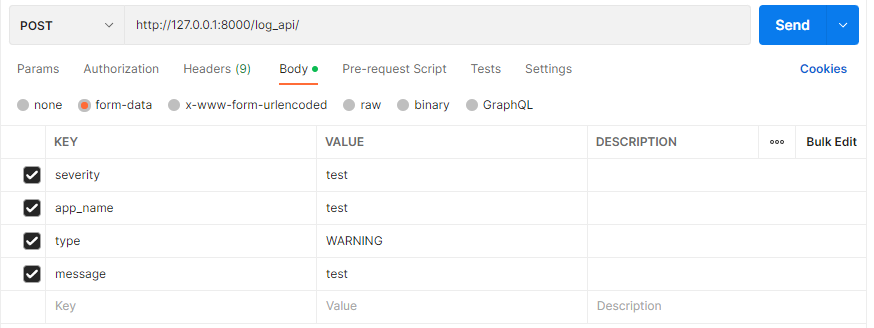 POST http://127.0.0.1:8000/log_api/ Send
Params Authorization Headers (9) Body Pre-request Script Tests Settings Cookies
none form-data x-www-form-urlencoded raw binary GraphQL
KEY VALUE DESCRIPTION ooo Bulk Edit
severity test
app_name test
type WARNING
message test
Key Value Description